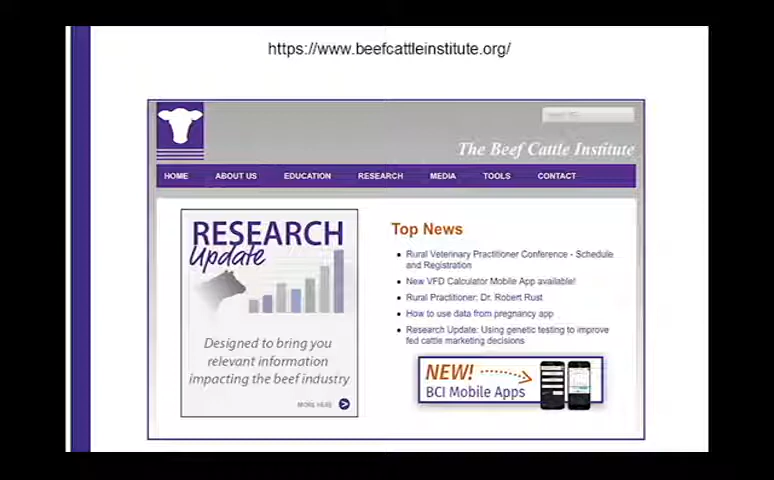 https://www.beefcattleinstitute.org/
The Beef Cattle Institute
HOME ABOUT US EDUCATION RESEARCH MEDIA TOOLS CONTACT
RESEARCH
Update
Designed to bring you
relevant information
impacting the beef industry
MORE HERE
Top News
Rural Veterinary Practitioner Conference - Schedule
and Registration
New VFD Calculator Mobile App available!
Rural Practitioner: Dr. Robert Rust
How to use data from pregnancy app
Research Update: Using genetic testing to improve
fed cattle marketing decisions
NEW!
BCI Mobile Apps